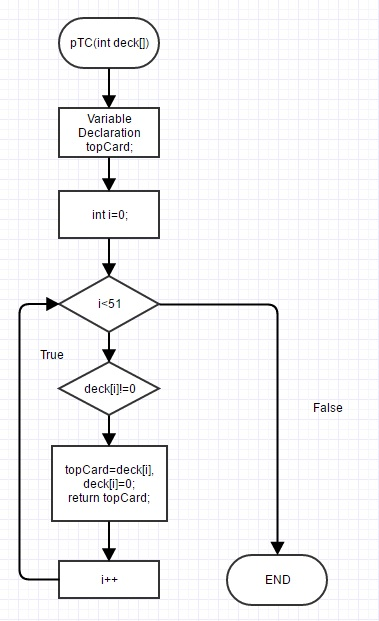 pTC(int deck[])
Variable
Declaration
topCard;
int i=0;
i<51
True
deck[i]!=0
False
topCard=deck[i],
deck[i]=0;
return topCard;
i++
END